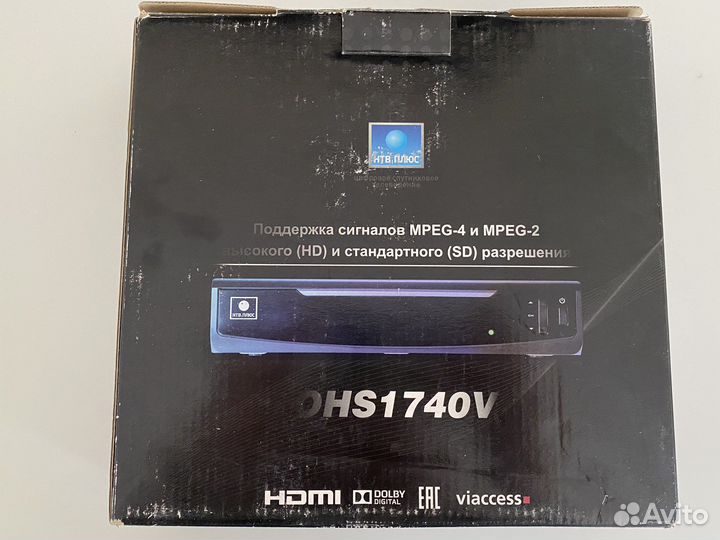 НТВ ПЛЮС
цифровое спутниковое
телевидение
Поддержка сигналов MPEG-4 и MPEG-2
высокого (HD) и стандартного (SD) разрешения
НТВ ПЛЮС
DHS1740V
HDMI DOLBY DIGITAL EAC viaccess
Avito